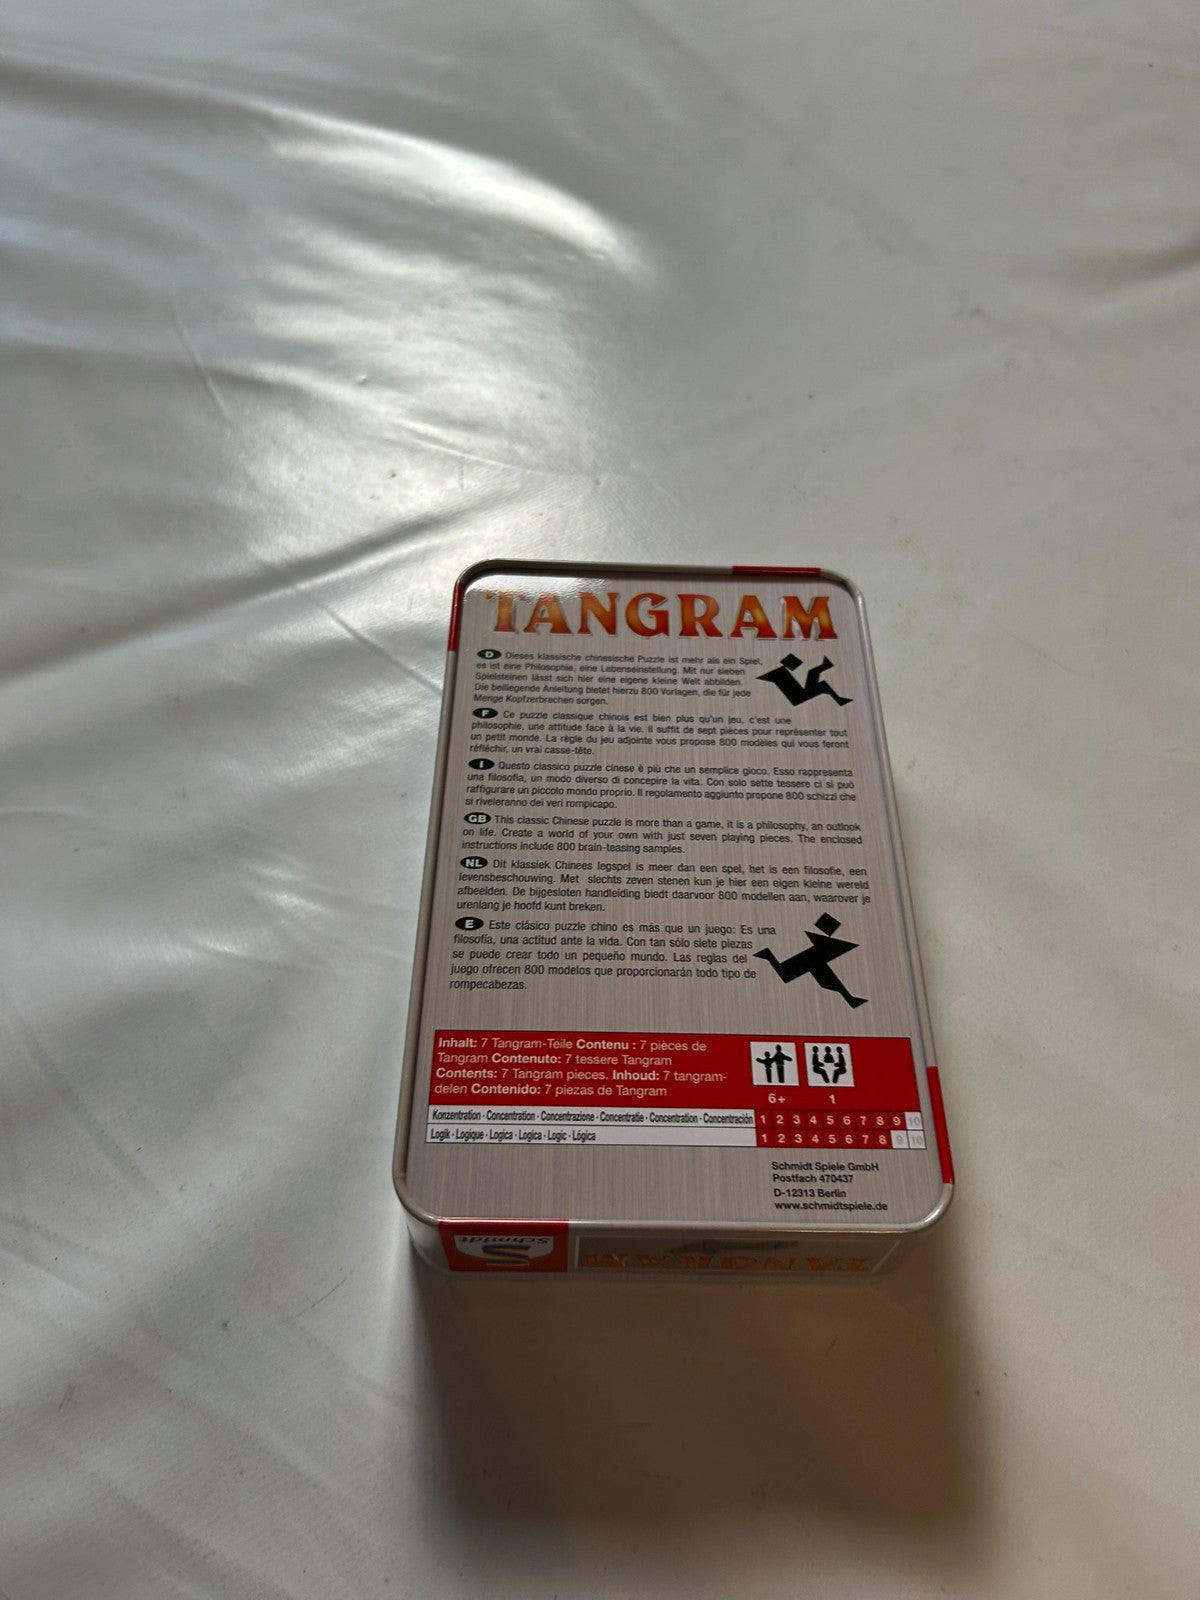 TANGRAM
D Dieses klassische chinesische Puzzle ist mehr als ein Spiel,
es ist eine Philosophie, eine Lebenseinstellung. Mit nur sieben
Spielsteinen lässt sich hier eine eigene kleine Welt abbilden.
Die beiliegende Anleitung bietet hierzu 800 Vorlagen, die für jede
Menge Kopfzerbrechen sorgen.
F Ce puzzle classique chinois est bien plus qu'un jeu, c'est une
philosophie, une attitude face à la vie. Il suffit de sept pièces pour représenter tout
un petit monde. La règle du jeu adjointe vous propose 800 modèles qui vous feront
réfléchir, un vrai casse-tête.
I Questo classico puzzle cinese è più che un semplice gioco. Esso rappresenta
una filosofia, un modo diverso di concepire la vita. Con solo sette tessere ci si può
raffigurare un piccolo mondo proprio. Il regolamento aggiunto propone 800 schizzi che
si riveleranno dei veri rompicapo.
GB This classic Chinese puzzle is more than a game, it is a philosophy, an outlook
on life. Create a world of your own with just seven playing pieces. The enclosed
instructions include 800 brain-teasing samples.
NL Dit klassiek Chinees legspel is meer dan een spel, het is een filosofie, een
levensbeschouwing. Met slechts zeven stenen kun je hier een eigen kleine wereld
afbeelden. De bijgesloten handleiding biedt daarvoor 800 modellen aan, waarover je
urenlang je hoofd kunt breken.
E Este clásico puzzle chino es más que un juego: Es una
filosofía, una actitud ante la vida. Con tan sólo siete piezas
se puede crear todo un pequeño mundo. Las reglas del
juego ofrecen 800 modelos que proporcionarán todo tipo de
rompecabezas.
Inhalt: 7 Tangram-Teile Contenu : 7 pièces de
Tangram Contenuto: 7 tessere Tangram
Contents: 7 Tangram pieces. Inhoud: 7 tangram-
delen Contenido: 7 piezas de Tangram
6+ 1
Konzentration · Concentration · Concentrazione · Concentratie · Concentration · Concentración 1 2 3 4 5 6 7 8 9 10
Logik · Logique · Logica · Logica · Logic · Lógica 1 2 3 4 5 6 7 8 9 10
Schmidt Spiele GmbH
Postfach 470437
D-12313 Berlin
www.schmidtspiele.de
Schmidt
TANGRAM